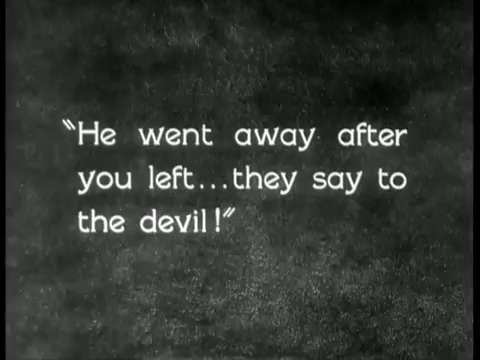 "He went away after
you left...they say to
the devil!"